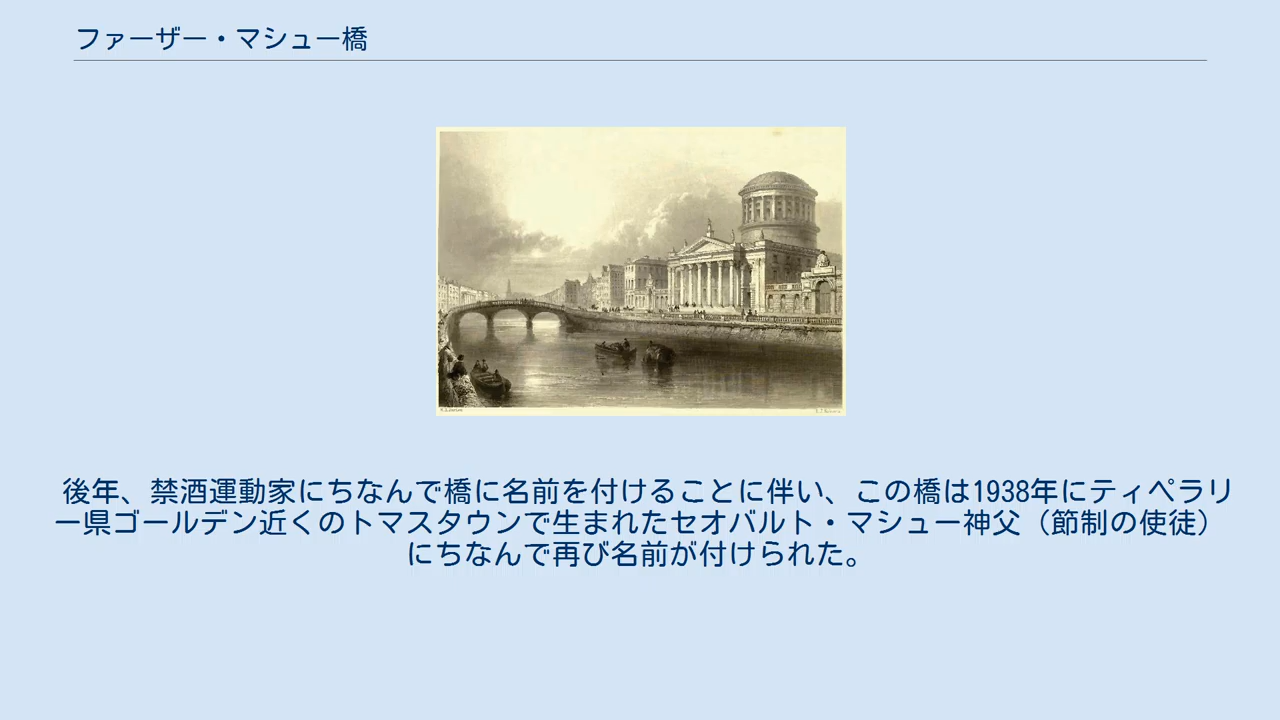 ファーザー・マシュー橋
後年、禁酒運動家にちなんで橋に名前を付けることに伴い、この橋は1938年にティペラリ
ー県ゴールデン近くのトマスタウンで生まれたセオバルト・マシュー神父（節制の使徒）
にちなんで再び名前が付けられた。